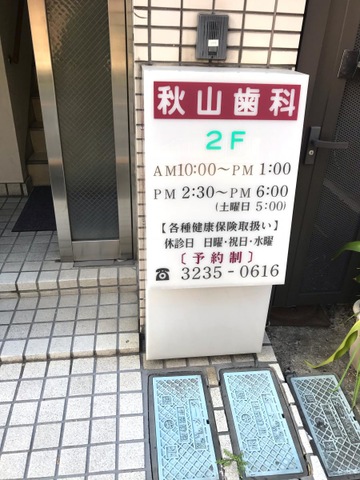 秋山歯科
2F
AM10:00〜PM 1:00
PM 2:30〜PM 6:00
(土曜日 5:00)
【各種健康保険取扱い】
休診日 日曜・祝日・水曜
〔予約制〕
☎ 3235-0616